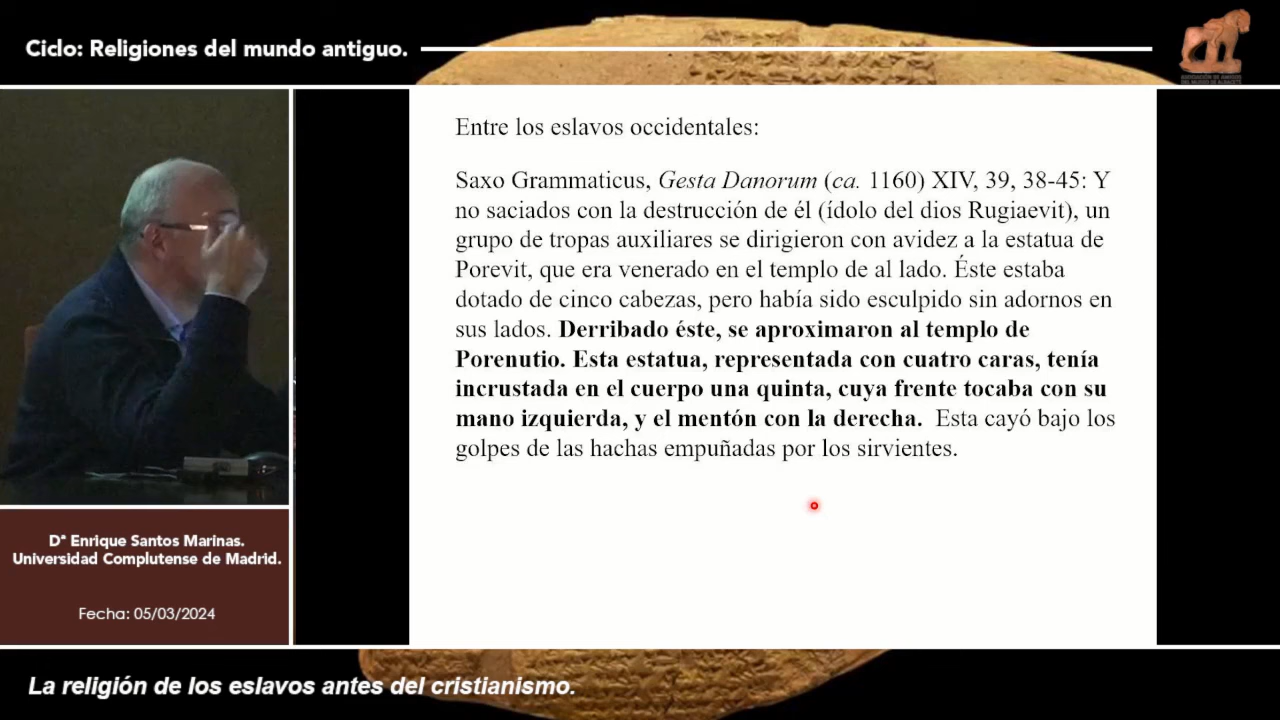 Ciclo: Religiones del mundo antiguo.
Entre los eslavos occidentales:
Saxo Grammaticus, Gesta Danorum (ca. 1160) XIV, 39, 38-45: Y
no saciados con la destrucción de él (ídolo del dios Rugiaevit), un
grupo de tropas auxiliares se dirigieron con avidez a la estatua de
Porevit, que era venerado en el templo de al lado. Éste estaba
dotado de cinco cabezas, pero había sido esculpido sin adornos en
sus lados. Derribado éste, se aproximaron al templo de
Porenutio. Esta estatua, representada con cuatro caras, tenía
incrustada en el cuerpo una quinta, cuya frente tocaba con su
mano izquierda, y el mentón con la derecha. Esta cayó bajo los
golpes de las hachas empuñadas por los sirvientes.
Dª Enrique Santos Marinas.
Universidad Complutense de Madrid.
Fecha: 05/03/2024
La religión de los eslavos antes del cristianismo.